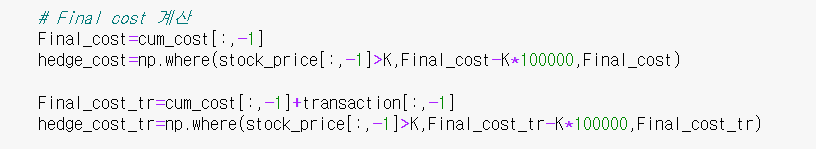 # Final cost 계산
Final_cost=cum_cost[:,-1]
hedge_cost=np.where(stock_price[:,-1]>K,Final_cost-K*100000,Final_cost)
Final_cost_tr=cum_cost[:,-1]+transaction[:,-1]
hedge_cost_tr=np.where(stock_price[:,-1]>K,Final_cost_tr-K*100000,Final_cost_tr)